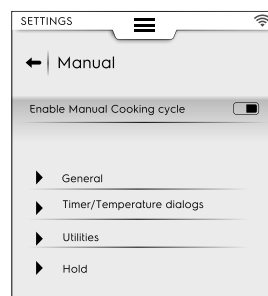 SETTINGS
Manual
Enable Manual Cooking cycle
General
Timer/Temperature dialogs
Utilities
Hold